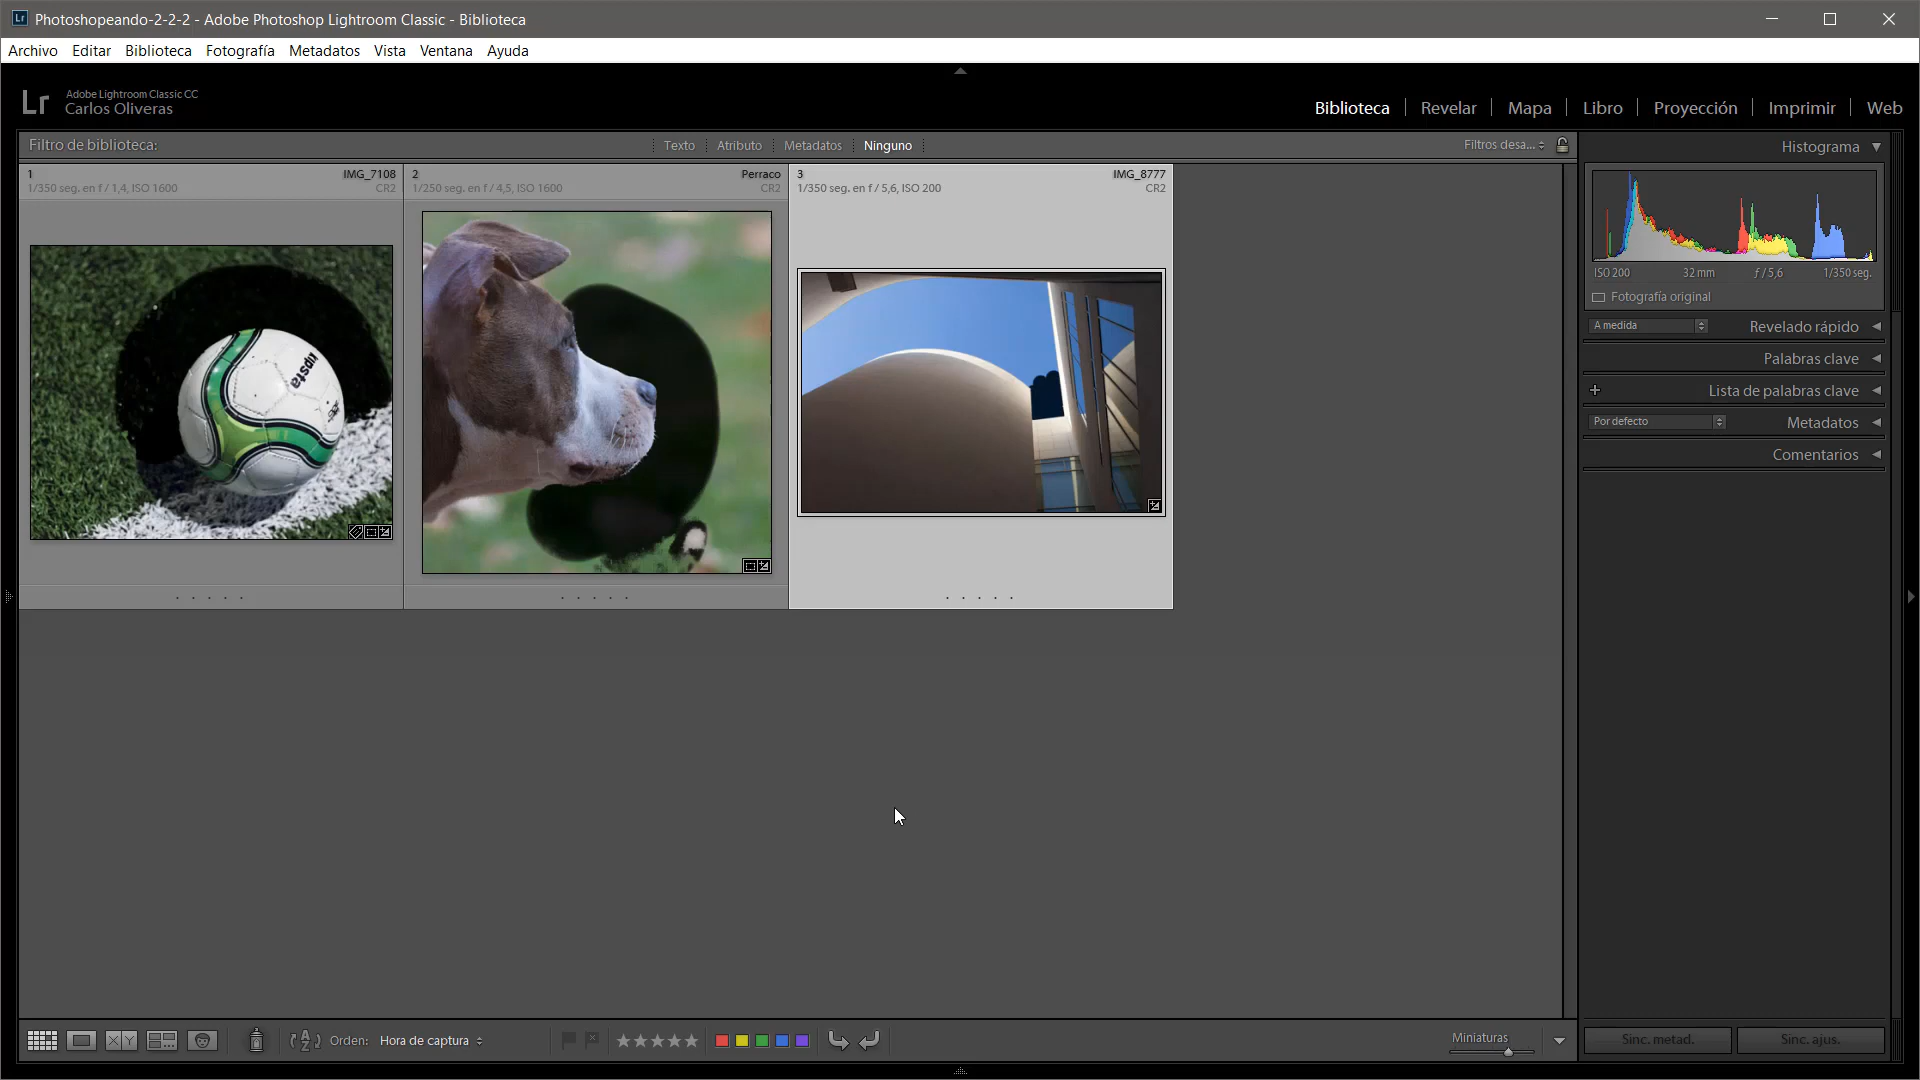 Photoshopeando-2-2-2 - Adobe Photoshop Lightroom Classic - Biblioteca
Archivo Editar Biblioteca Fotografía Metadatos Vista Ventana Ayuda
Lr
Adobe Lightroom Classic CC
Carlos Oliveras
Biblioteca Revelar Mapa Libro Proyección Imprimir Web
Filtro de biblioteca: Texto Atributo Metadatos Ninguno Filtros desa...
Histograma
1 IMG_7108
1/350 seg. en f / 1,4, ISO 1600 CR2
2 Perraco
1/250 seg. en f / 4,5, ISO 1600 CR2
3 IMG_8777
1/350 seg. en f / 5,6, ISO 200 CR2
kipsta
ISO 200 32 mm ƒ / 5,6 1/350 seg.
Fotografía original
A medida Revelado rápido
Palabras clave
Lista de palabras clave
Por defecto Metadatos
Comentarios
XY
Orden: Hora de captura
Miniaturas
Sinc. metad. Sinc. ajus.